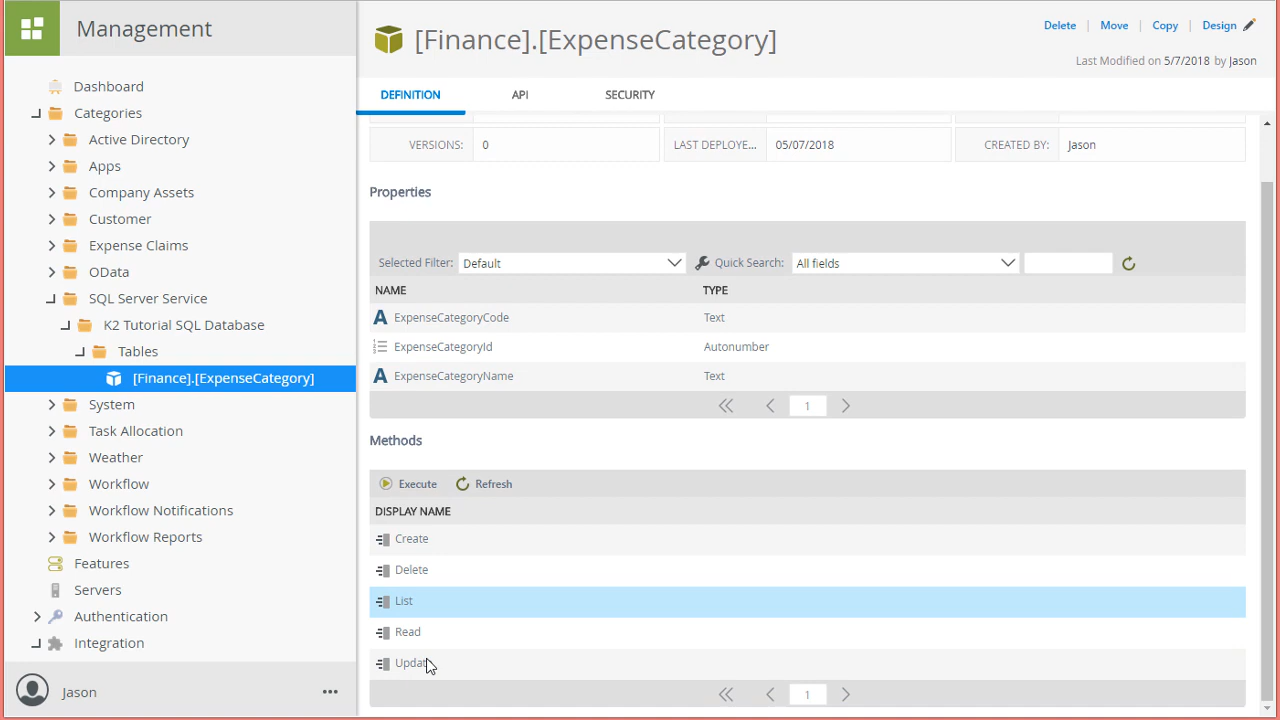 Management
Dashboard
Categories
Active Directory
Apps
Company Assets
Customer
Expense Claims
OData
SQL Server Service
K2 Tutorial SQL Database
Tables
[Finance].[ExpenseCategory]
System
Task Allocation
Weather
Workflow
Workflow Notifications
Workflow Reports
Features
Servers
Authentication
Integration
Jason
[Finance].[ExpenseCategory]
Delete Move Copy Design
Last Modified on 5/7/2018 by Jason
DEFINITION API SECURITY
VERSIONS: 0 LAST DEPLOYE... 05/07/2018 CREATED BY: Jason
Properties
Selected Filter: Default Quick Search: All fields
NAME TYPE
ExpenseCategoryCode Text
ExpenseCategoryId Autonumber
ExpenseCategoryName Text
1
Methods
Execute Refresh
DISPLAY NAME
Create
Delete
List
Read
Update
1